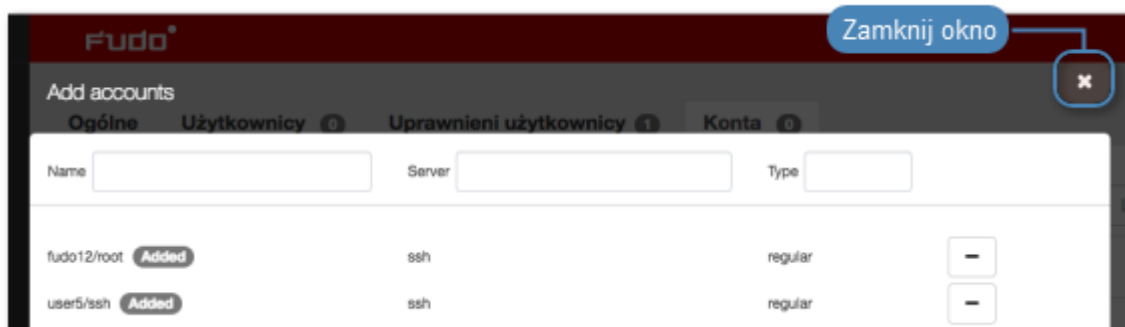 Fudo
Zamknij okno
Add accounts
Ogólne Użytkownicy 0 Uprawnieni użytkownicy 1 Konta 0
Name Server Type
fudo12/root Added ssh regular
user5/ssh Added ssh regular